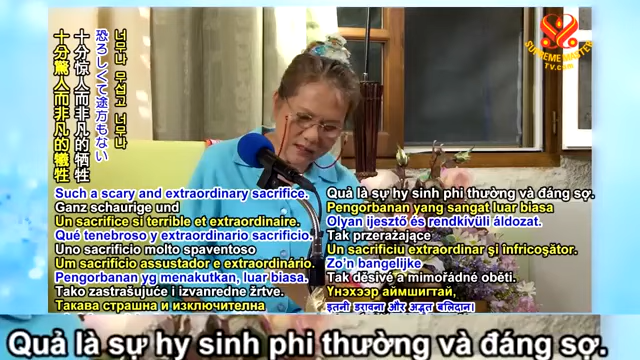 SUPREME MASTER
TV.com
너무나 무섭고 너무나
恐ろしくて途方もない
十分惊人而非凡的牺牲
十分驚人而非凡的犧牲
Such a scary and extraordinary sacrifice.
Ganz schaurige und
Un sacrifice si terrible et extraordinaire.
Qué tenebroso y extraordinario sacrificio.
Uno sacrificio molto spaventoso
Um sacrifício assustador e extraordinário.
Pengorbanan yg menakutkan, luar biasa.
Tako zastrašujuće i izvanredne žrtve.
Такава страшна и изключителна
Quả là sự hy sinh phi thường và đáng sợ.
Pengorbanan yang sangat luar biasa
Olyan ijesztő és rendkívüli áldozat.
Tak przerażające
Un sacrificiu extraordinar şi înfricoşător.
Zo'n bangelijke
Tak děsivé a mimořádné oběti.
Үнэхээр аймшигтай,
इतनी डरावना और अद्भुत बलिदान।
Quả là sự hy sinh phi thường và đáng sợ.